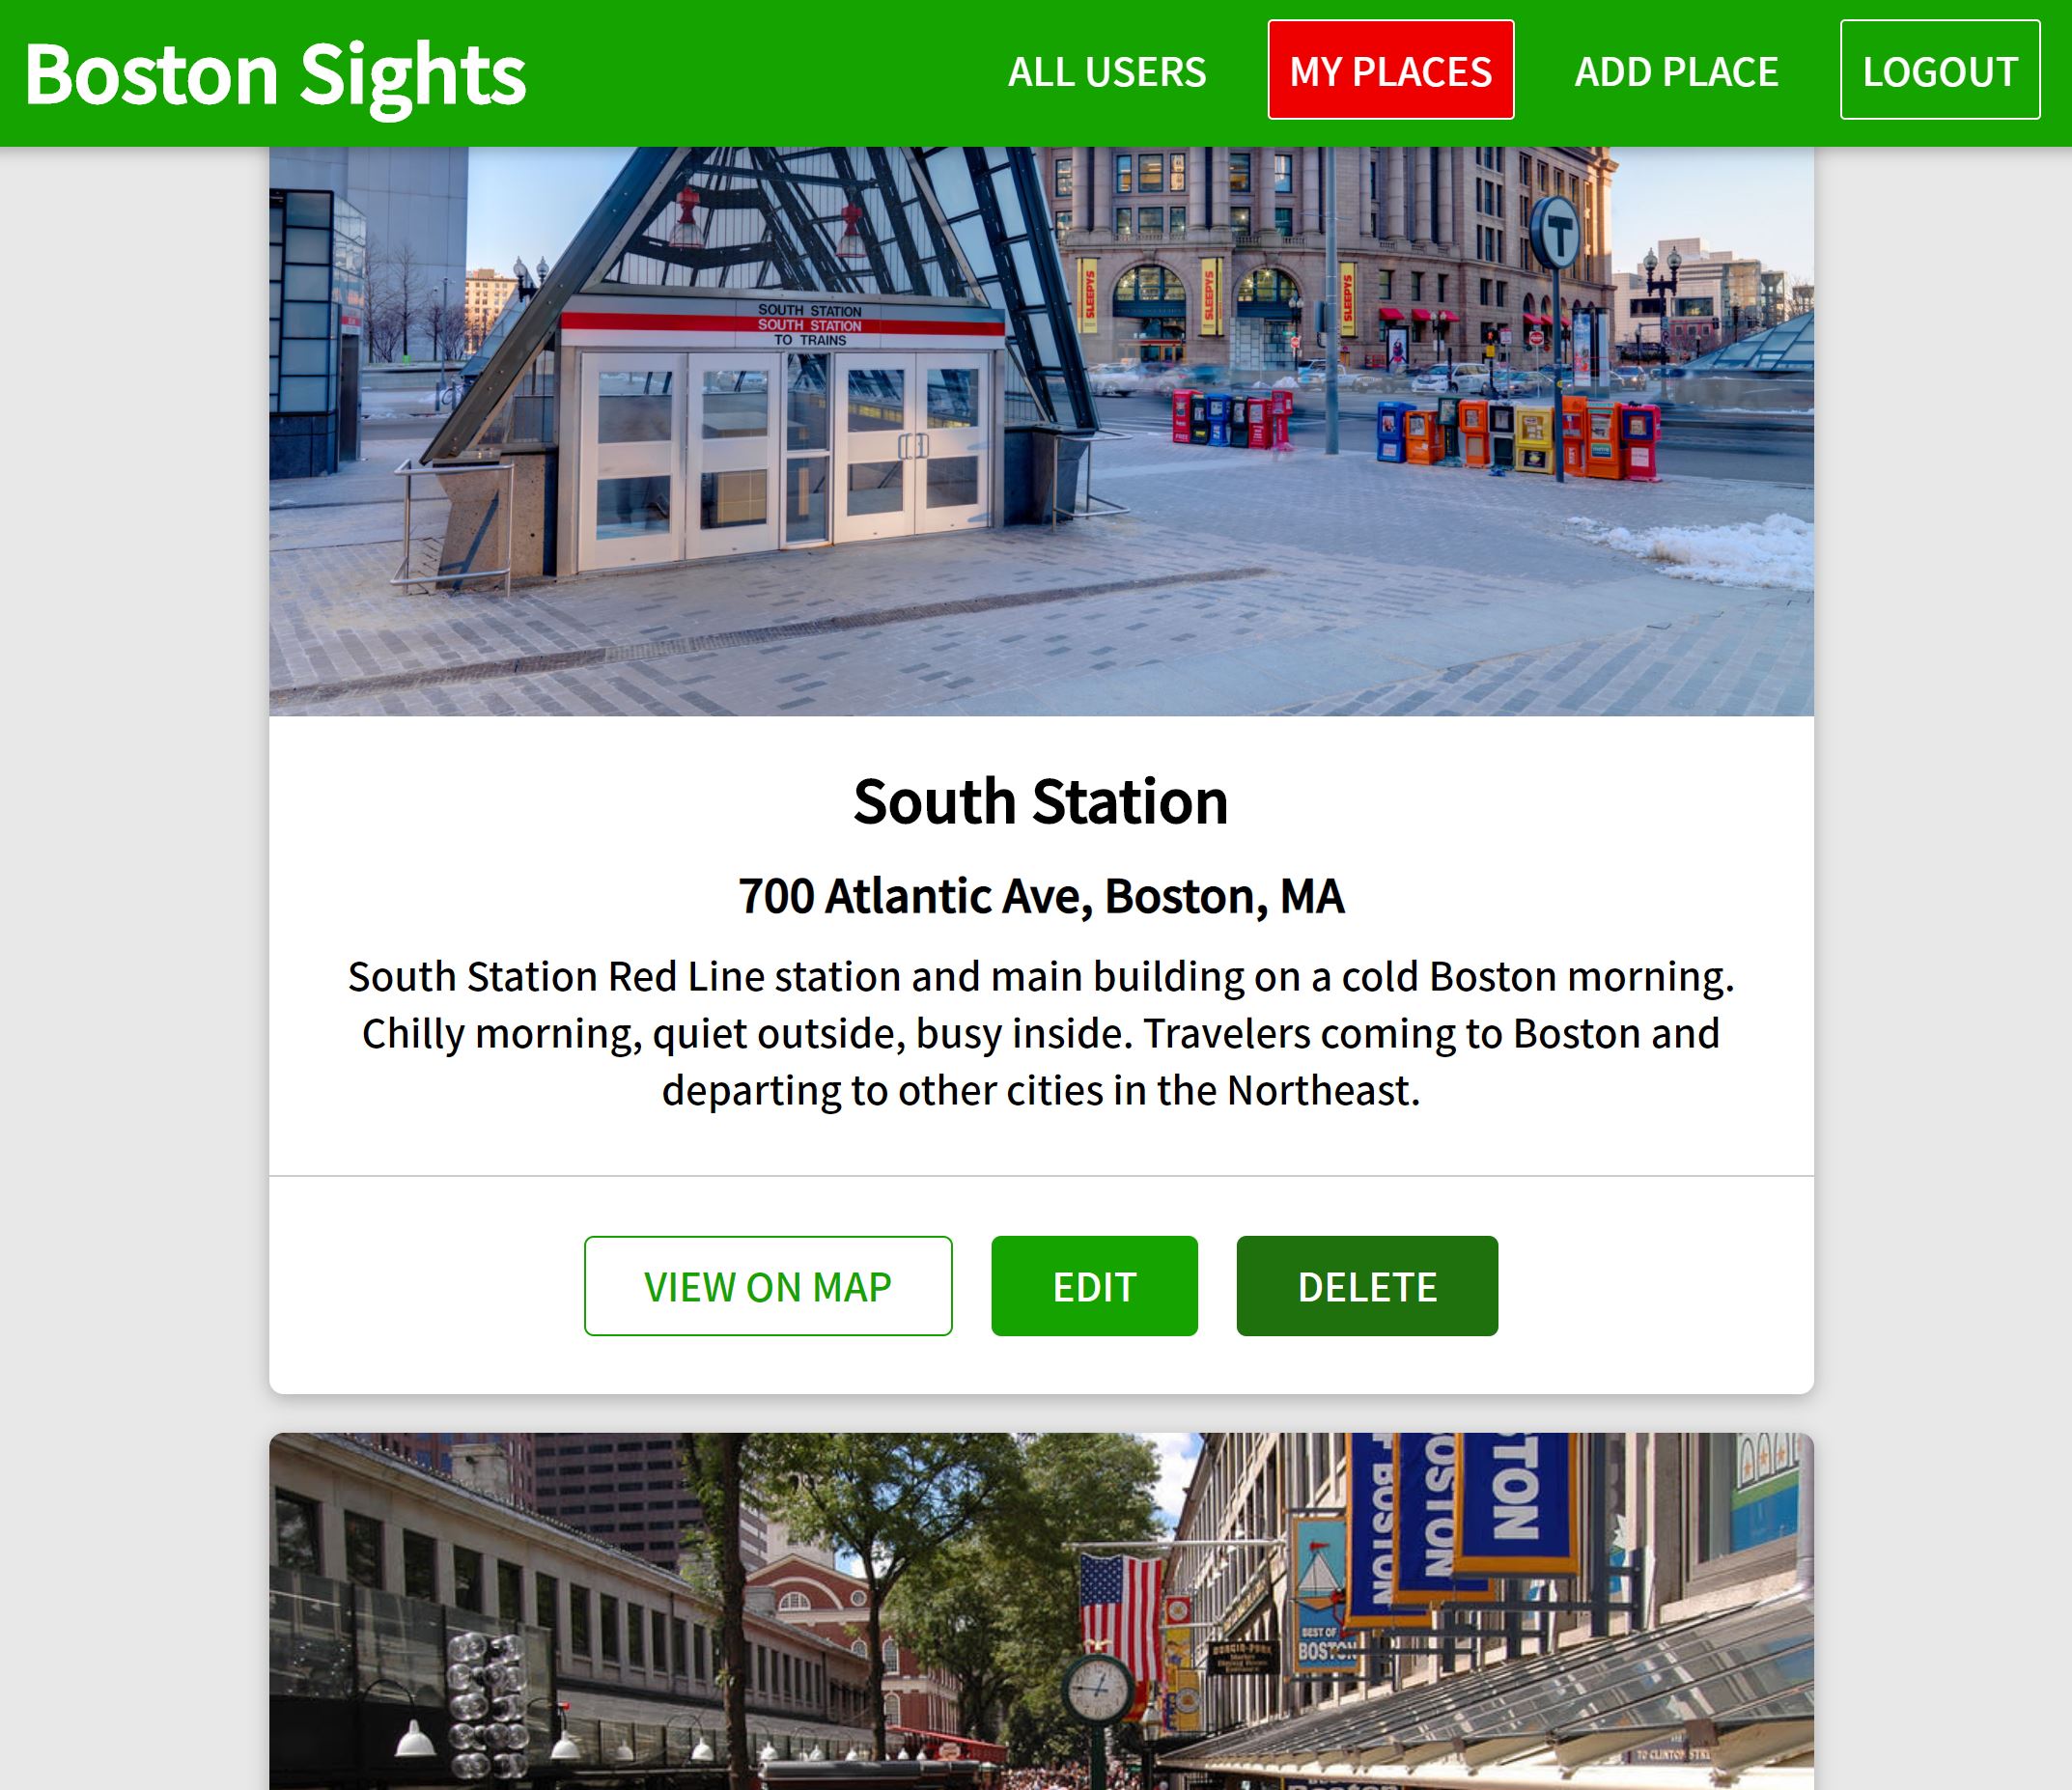 Boston Sights
ALL USERS
MY PLACES
ADD PLACE
LOGOUT
T
SLEEPY'S
SLEEPY'S
SLEEPY'S
SOUTH STATION
SOUTH STATION
TO TRAINS
South Station
700 Atlantic Ave, Boston, MA
South Station Red Line station and main building on a cold Boston morning.
Chilly morning, quiet outside, busy inside. Travelers coming to Boston and
departing to other cities in the Northeast.
VIEW ON MAP
EDIT
DELETE
BOSTON
OSTON
STON
BEST OF
BOSTON